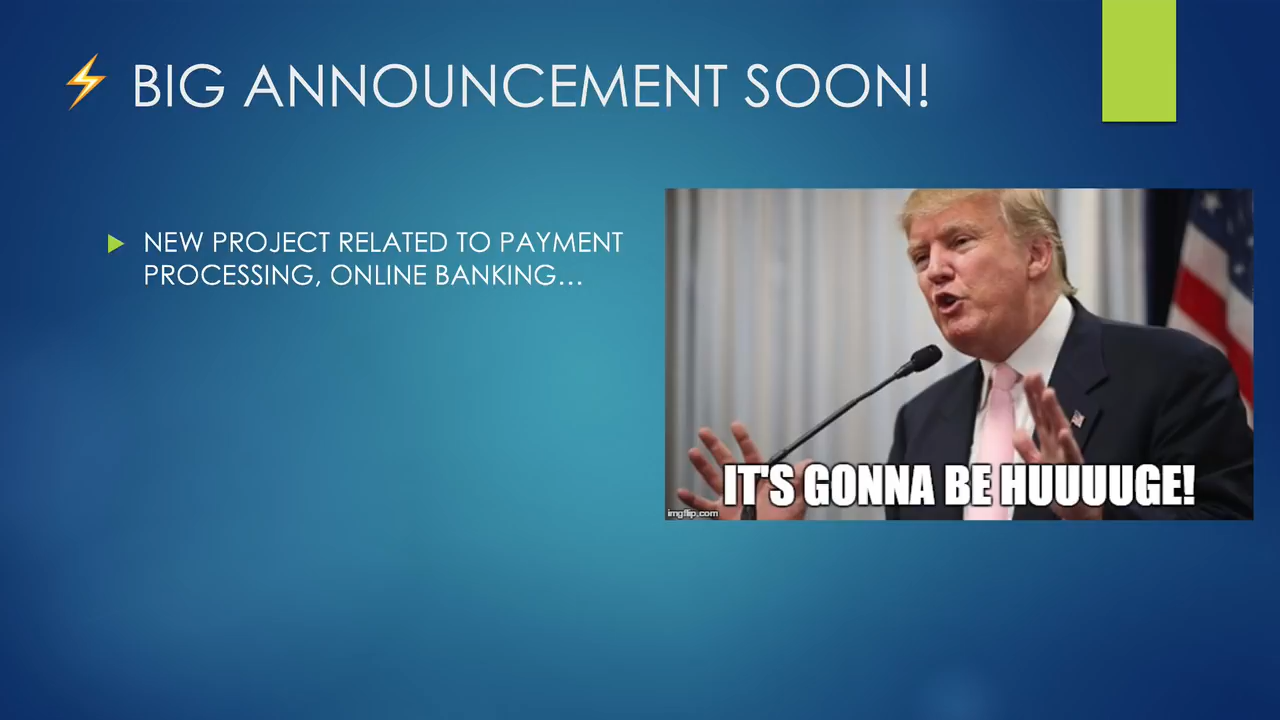 ⚡ BIG ANNOUNCEMENT SOON!
NEW PROJECT RELATED TO PAYMENT
PROCESSING, ONLINE BANKING...
IT'S GONNA BE HUUUUGE!
imgflip.com